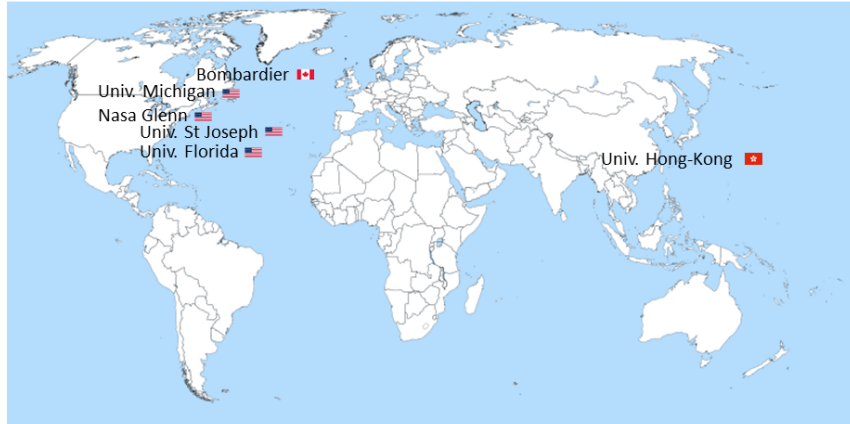 Bombardier
Univ. Michigan
Nasa Glenn
Univ. St Joseph
Univ. Florida
Univ. Hong-Kong